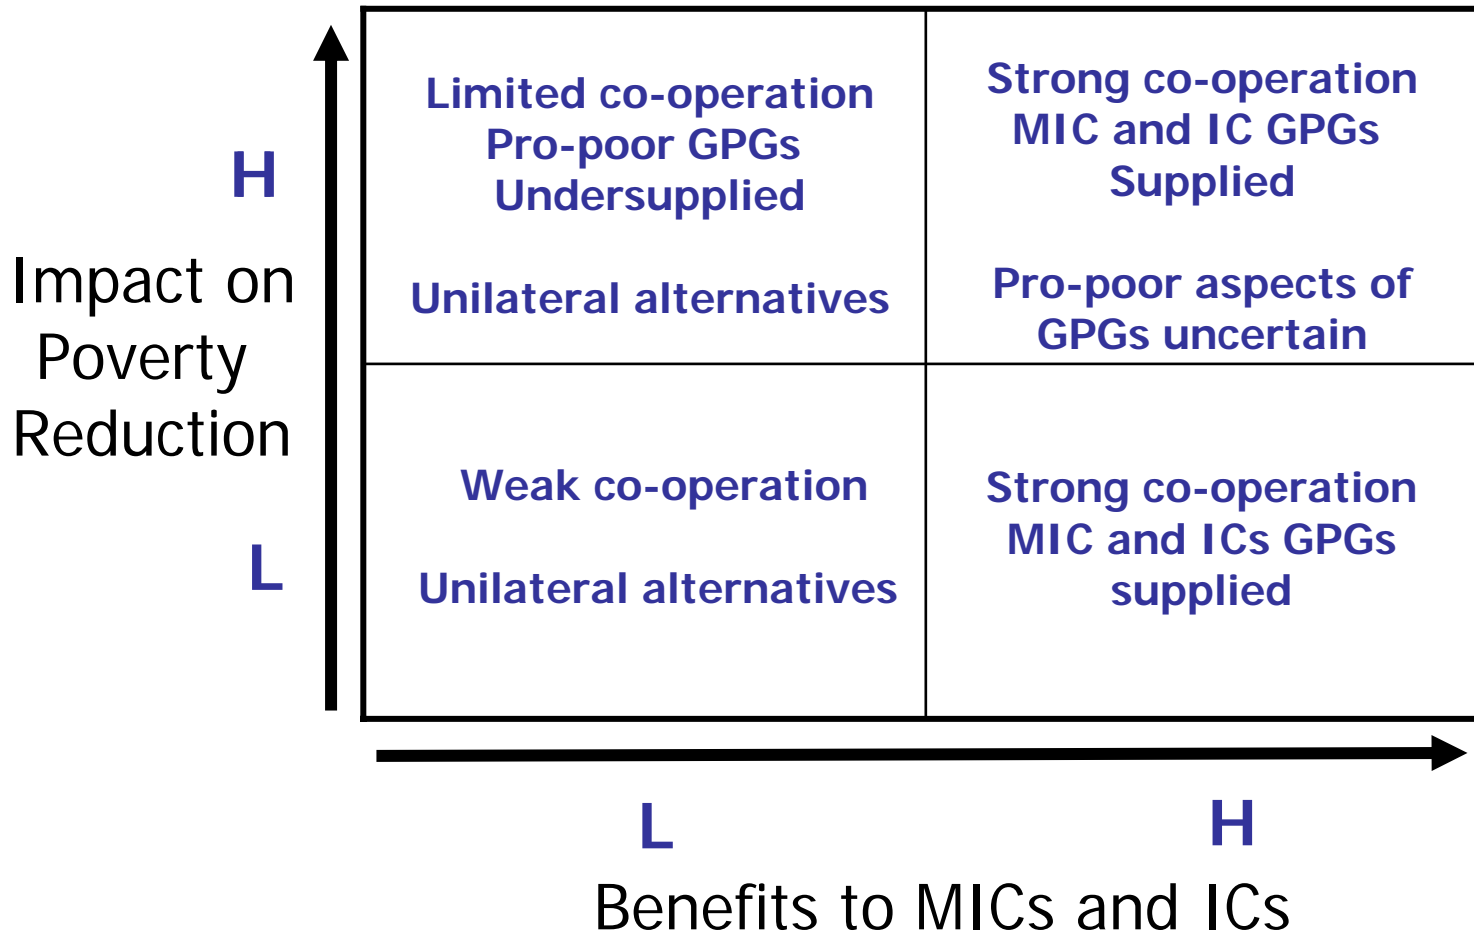 H
Impact on
Poverty
Reduction
L
Limited co-operation
Pro-poor GPGs
Undersupplied
Unilateral alternatives
Strong co-operation
MIC and IC GPGs
Supplied
Pro-poor aspects of
GPGs uncertain
Weak co-operation
Unilateral alternatives
Strong co-operation
MIC and ICs GPGs
supplied
L
H
Benefits to MICs and ICs